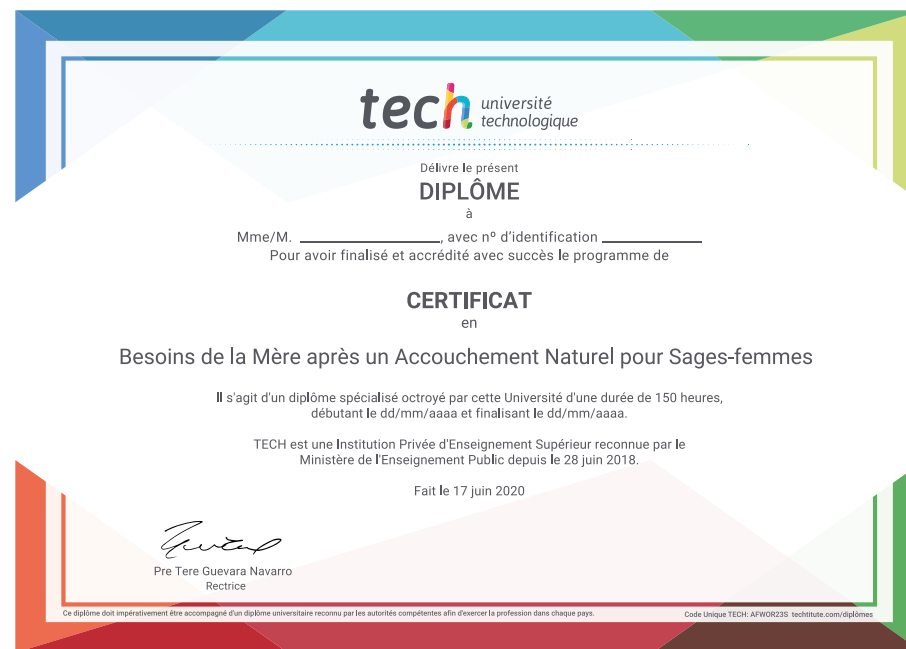 tech université
technologique
Délivre le présent
DIPLÔME
à
Mme/M. ____________________, avec nº d'identification ______________
Pour avoir finalisé et accrédité avec succès le programme de
CERTIFICAT
en
Besoins de la Mère après un Accouchement Naturel pour Sages-femmes
Il s'agit d'un diplôme spécialisé octroyé par cette Université d'une durée de 150 heures,
débutant le dd/mm/aaaa et finalisant le dd/mm/aaaa.
TECH est une Institution Privée d'Enseignement Supérieur reconnue par le
Ministère de l'Enseignement Public depuis le 28 juin 2018.
Fait le 17 juin 2020
Pre Tere Guevara Navarro
Rectrice
Ce diplôme doit impérativement être accompagné d'un diplôme universitaire reconnu par les autorités compétentes afin d'exercer la profession dans chaque pays.
Code Unique TECH: AFWOR23S techtitute.com/diplômes